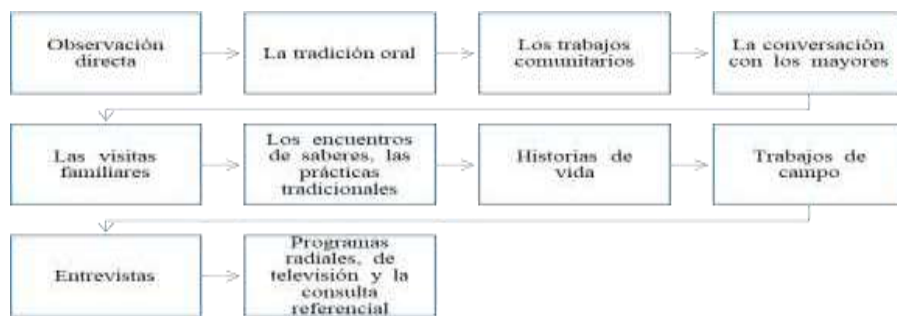 Observación
directa
La tradición oral
Los trabajos
comunitarios
La conversación
con los mayores
Las visitas
familiares
Los encuentros
de saberes, las
prácticas
tradicionales
Historias de
vida
Trabajos de
campo
Entrevistas
Programas
radiales, de
televisión y la
consulta
referencial